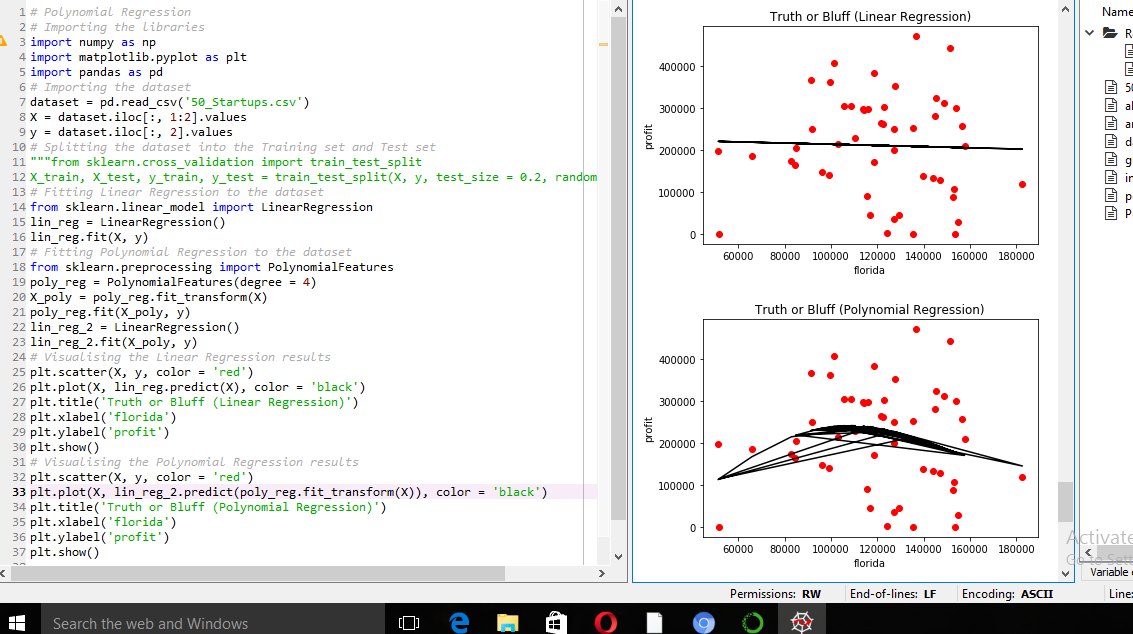 1 # Polynomial Regression
2 # Importing the libraries
3 import numpy as np
4 import matplotlib.pyplot as plt
5 import pandas as pd
6 # Importing the dataset
7 dataset = pd.read_csv('50_Startups.csv')
8 X = dataset.iloc[:, 1:2].values
9 y = dataset.iloc[:, 2].values
10 # Splitting the dataset into the Training set and Test set
11 """from sklearn.cross_validation import train_test_split
12 X_train, X_test, y_train, y_test = train_test_split(X, y, test_size = 0.2, random
13 # Fitting Linear Regression to the dataset
14 from sklearn.linear_model import LinearRegression
15 lin_reg = LinearRegression()
16 lin_reg.fit(X, y)
17 # Fitting Polynomial Regression to the dataset
18 from sklearn.preprocessing import PolynomialFeatures
19 poly_reg = PolynomialFeatures(degree = 4)
20 X_poly = poly_reg.fit_transform(X)
21 poly_reg.fit(X_poly, y)
22 lin_reg_2 = LinearRegression()
23 lin_reg_2.fit(X_poly, y)
24 # Visualising the Linear Regression results
25 plt.scatter(X, y, color = 'red')
26 plt.plot(X, lin_reg.predict(X), color = 'black')
27 plt.title('Truth or Bluff (Linear Regression)')
28 plt.xlabel('florida')
29 plt.ylabel('profit')
30 plt.show()
31 # Visualising the Polynomial Regression results
32 plt.scatter(X, y, color = 'red')
33 plt.plot(X, lin_reg_2.predict(poly_reg.fit_transform(X)), color = 'black')
34 plt.title('Truth or Bluff (Polynomial Regression)')
35 plt.xlabel('florida')
36 plt.ylabel('profit')
37 plt.show()
Truth or Bluff (Linear Regression)
400000
300000
200000
100000
0
profit
60000 80000 100000 120000 140000 160000 180000
florida
Truth or Bluff (Polynomial Regression)
400000
300000
200000
100000
0
profit
60000 80000 100000 120000 140000 160000 180000
florida
Name
R
50
al
ar
da
g
in
p
P
Activate
Go to Sett
Variable
Permissions: RW End-of-lines: LF Encoding: ASCII Line:
Search the web and Windows